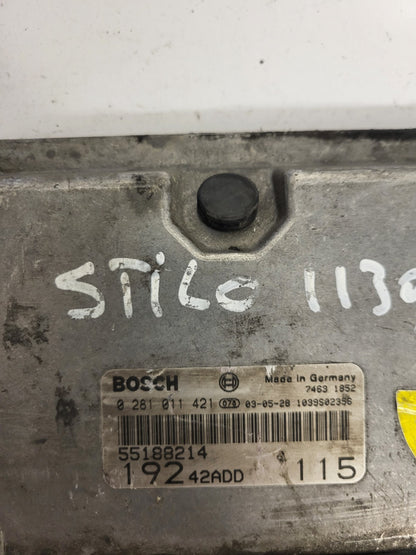 STILO 113
BOSCH Made in Germany
7463 1852
0 281 011 421 074 03-05-28 1039S02356
55188214
192 42ADD 115